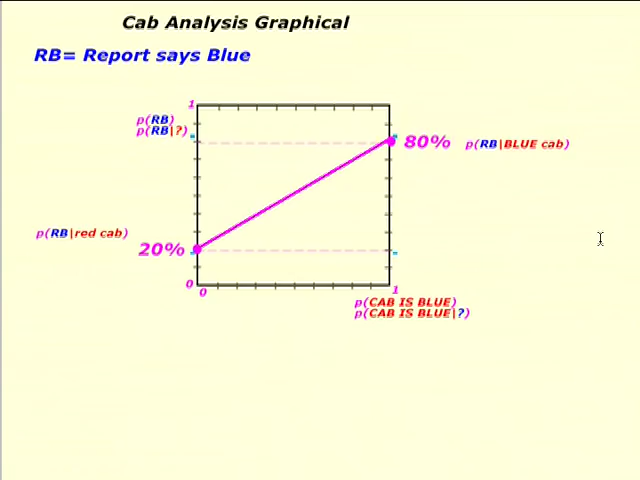 Cab Analysis Graphical
RB= Report says Blue
1
p(RB)
p(RB|?)
80% p(RB|BLUE cab)
p(RB|red cab)
20%
0
0
1
p(CAB IS BLUE)
p(CAB IS BLUE|?)